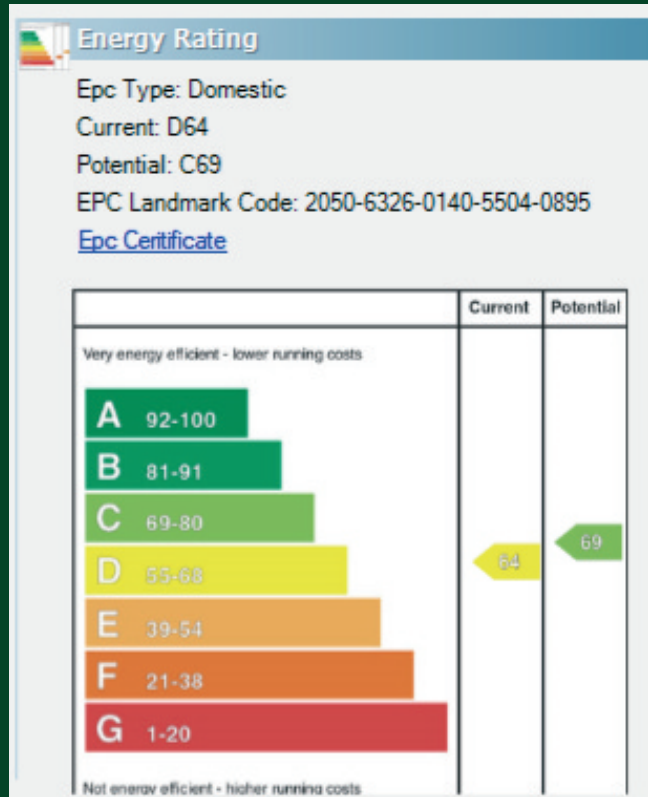 Energy Rating
Epc Type: Domestic
Current: D64
Potential: C69
EPC Landmark Code: 2050-6326-0140-5504-0895
Epc Ceritificate
Current Potential
Very energy efficient - lower running costs
A 92-100
B 81-91
C 69-80
D 55-68
E 39-54
F 21-38
G 1-20
64
69
Not energy efficient - higher running costs